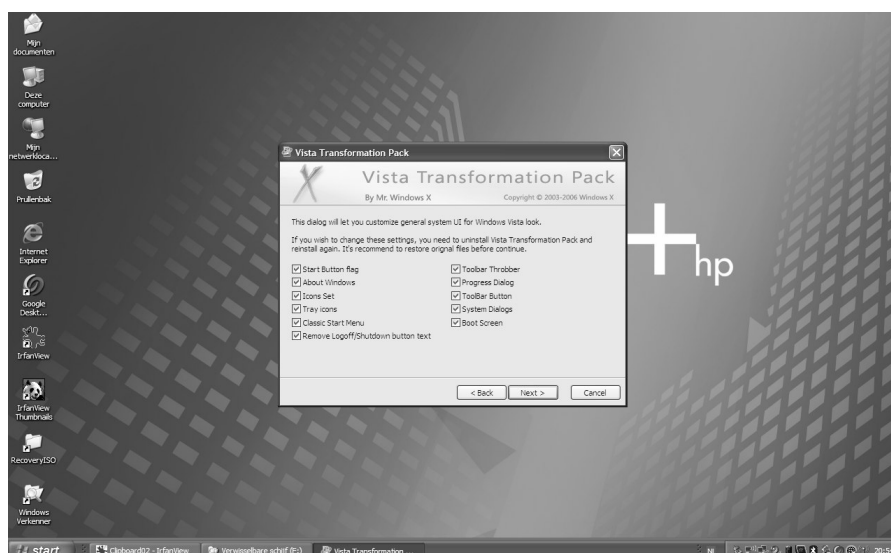 Mijn
documenten
Deze
computer
Mijn
netwerkloca...
Prullenbak
Internet
Explorer
Google
Deskt...
IrfanView
IrfanView
Thumbnails
RecoveryISO
Windows
Verkenner
Vista Transformation Pack
Vista Transformation Pack
By Mr. Windows X
Copyright © 2003-2006 Windows X
This dialog will let you customize general system UI for Windows Vista look.
If you wish to change these settings, you need to uninstall Vista Transformation Pack and
reinstall again. It's recommend to restore orignal files before continue.
Start Button flag
About Windows
Icons Set
Tray icons
Classic Start Menu
Remove Logoff/Shutdown button text
Toolbar Throbber
Progress Dialog
ToolBar Button
System Dialogs
Boot Screen
< Back
Next >
Cancel
hp
start
Clipboard02 - IrfanView
Verwisselbare schijf (F:)
Vista Transformation ...
NL